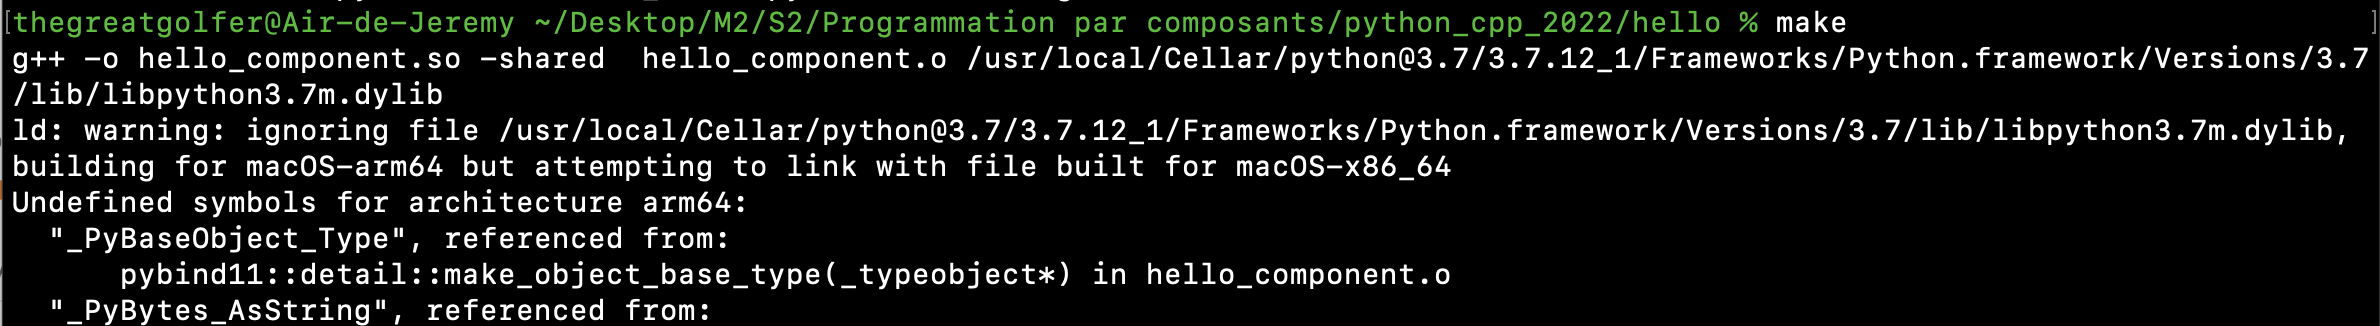 [thegreatgolfer@Air-de-Jeremy ~/Desktop/M2/S2/Programmation par composants/python_cpp_2022/hello % make ]
g++ -o hello_component.so -shared  hello_component.o /usr/local/Cellar/python@3.7/3.7.12_1/Frameworks/Python.framework/Versions/3.7
/lib/libpython3.7m.dylib
ld: warning: ignoring file /usr/local/Cellar/python@3.7/3.7.12_1/Frameworks/Python.framework/Versions/3.7/lib/libpython3.7m.dylib,
building for macOS-arm64 but attempting to link with file built for macOS-x86_64
Undefined symbols for architecture arm64:
  "_PyBaseObject_Type", referenced from:
      pybind11::detail::make_object_base_type(_typeobject*) in hello_component.o
  "_PyBytes_AsString", referenced from: